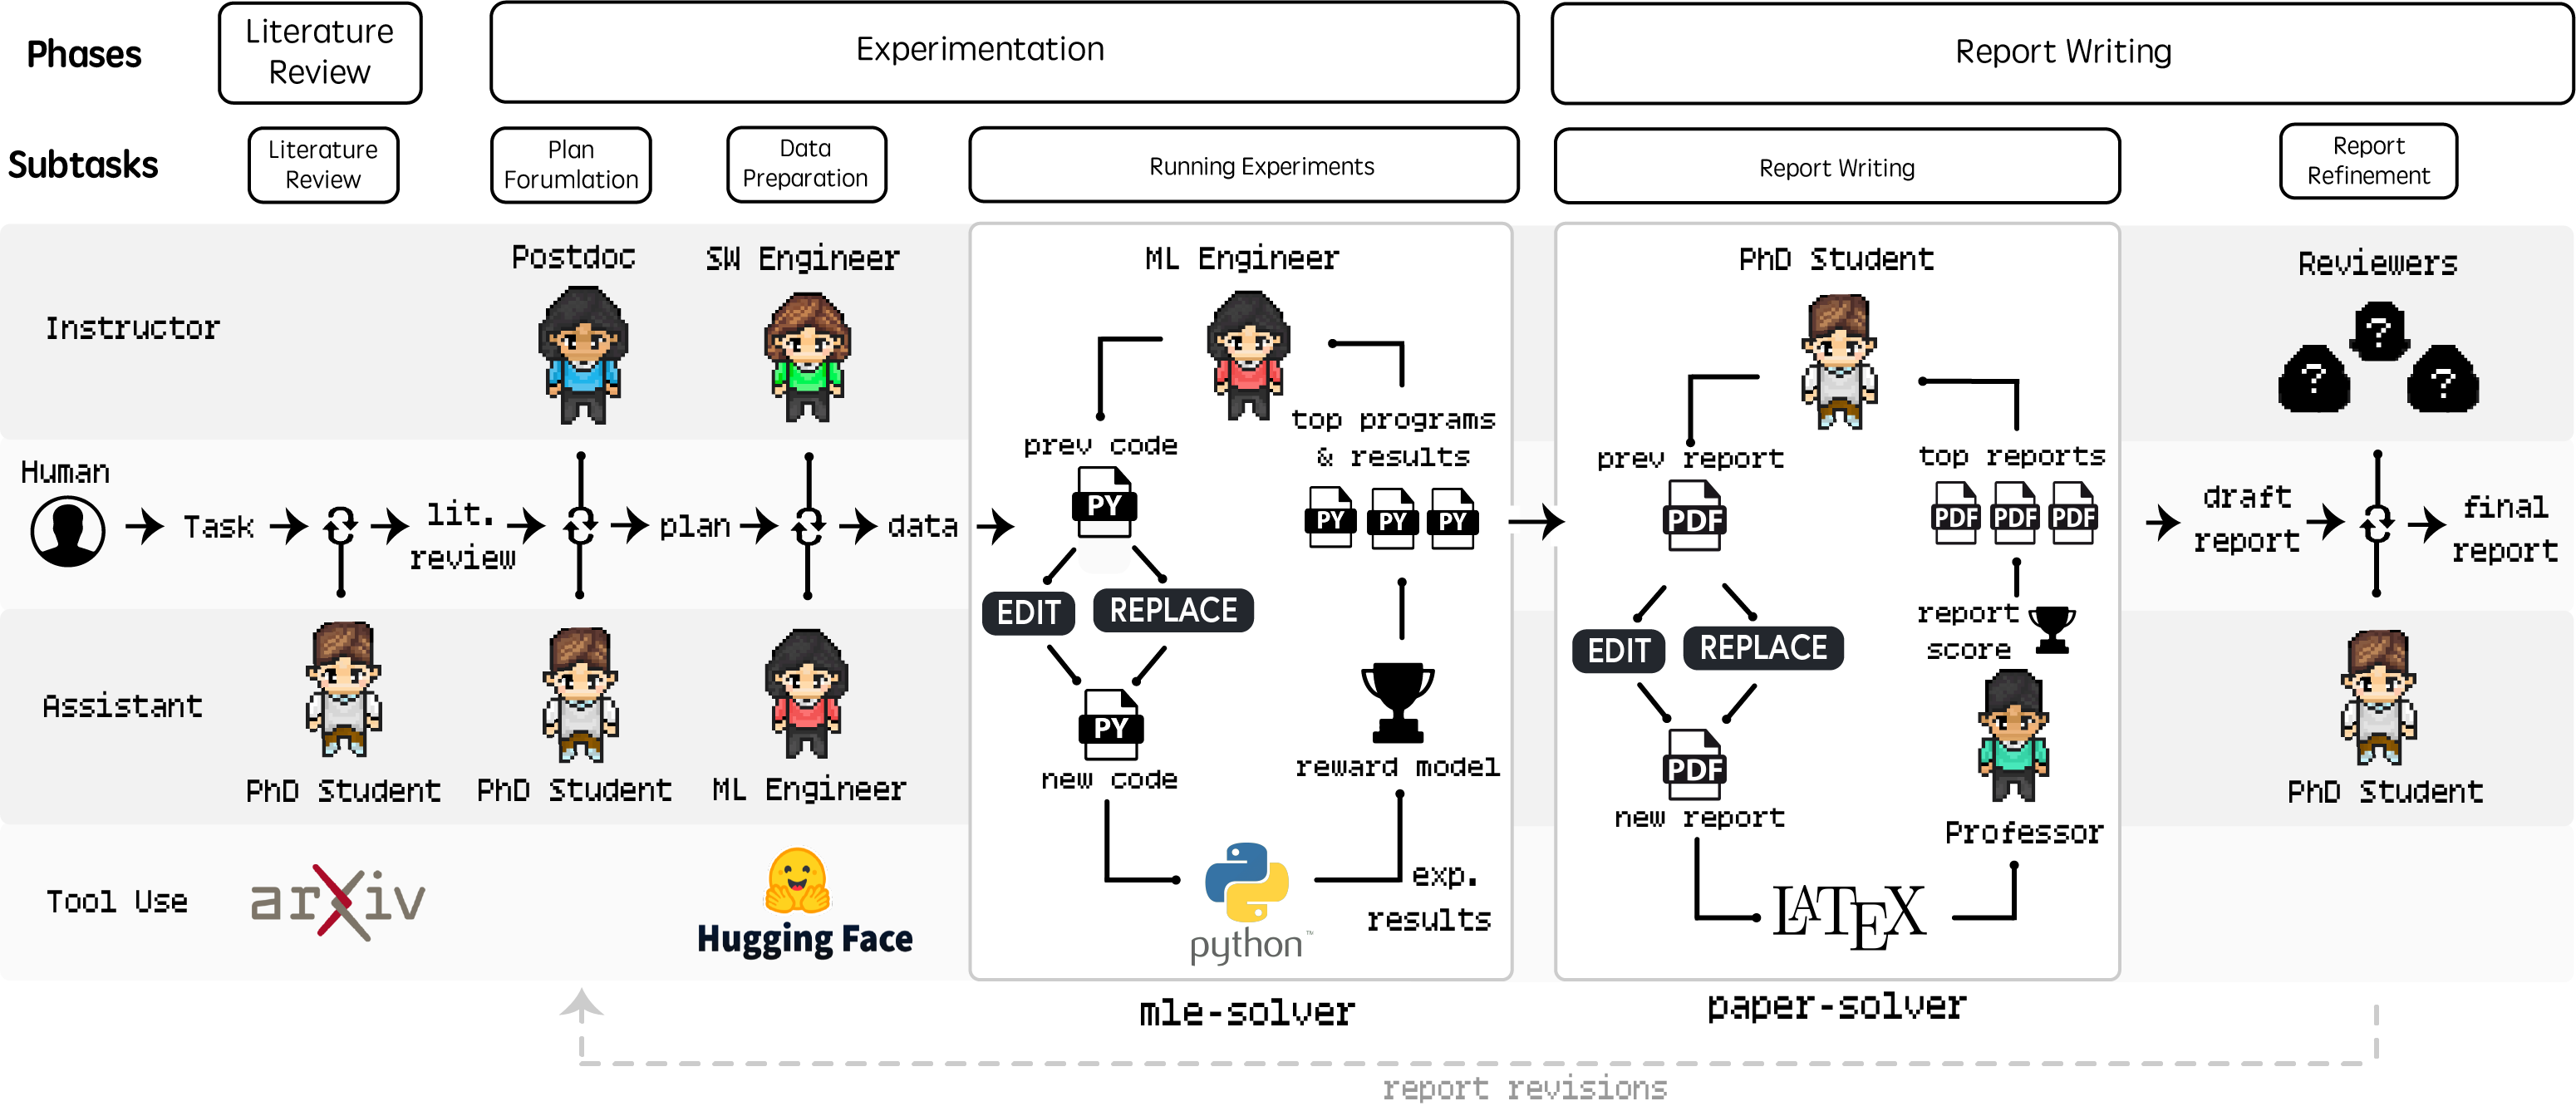 Phases
Literature
Review
Experimentation
Report Writing
Subtasks
Literature
Review
Plan
Forumlation
Data
Preparation
Running Experiments
Report Writing
Report
Refinement
Instructor
Postdoc
SW Engineer
ML Engineer
PhD Student
Reviewers
? ? ?
Human
Task
lit.
review
plan
data
prev code
PY
EDIT
REPLACE
PY
new code
top programs
& results
PY PY PY
reward model
exp.
results
prev report
PDF
EDIT
REPLACE
PDF
new report
top reports
PDF PDF PDF
report
score
Professor
draft
report
final
report
Assistant
PhD Student
PhD Student
ML Engineer
PhD Student
Tool Use
arXiv
Hugging Face
python™
LATEX
mle-solver
paper-solver
report revisions